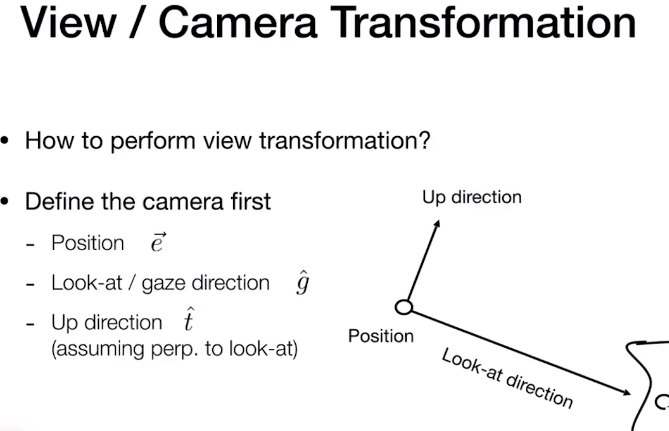 View / Camera Transformation
• How to perform view transformation?
• Define the camera first
- Position $\vec{e}$
- Look-at / gaze direction $\hat{g}$
- Up direction $\hat{t}$
(assuming perp. to look-at)
Up direction
Position
Look-at direction